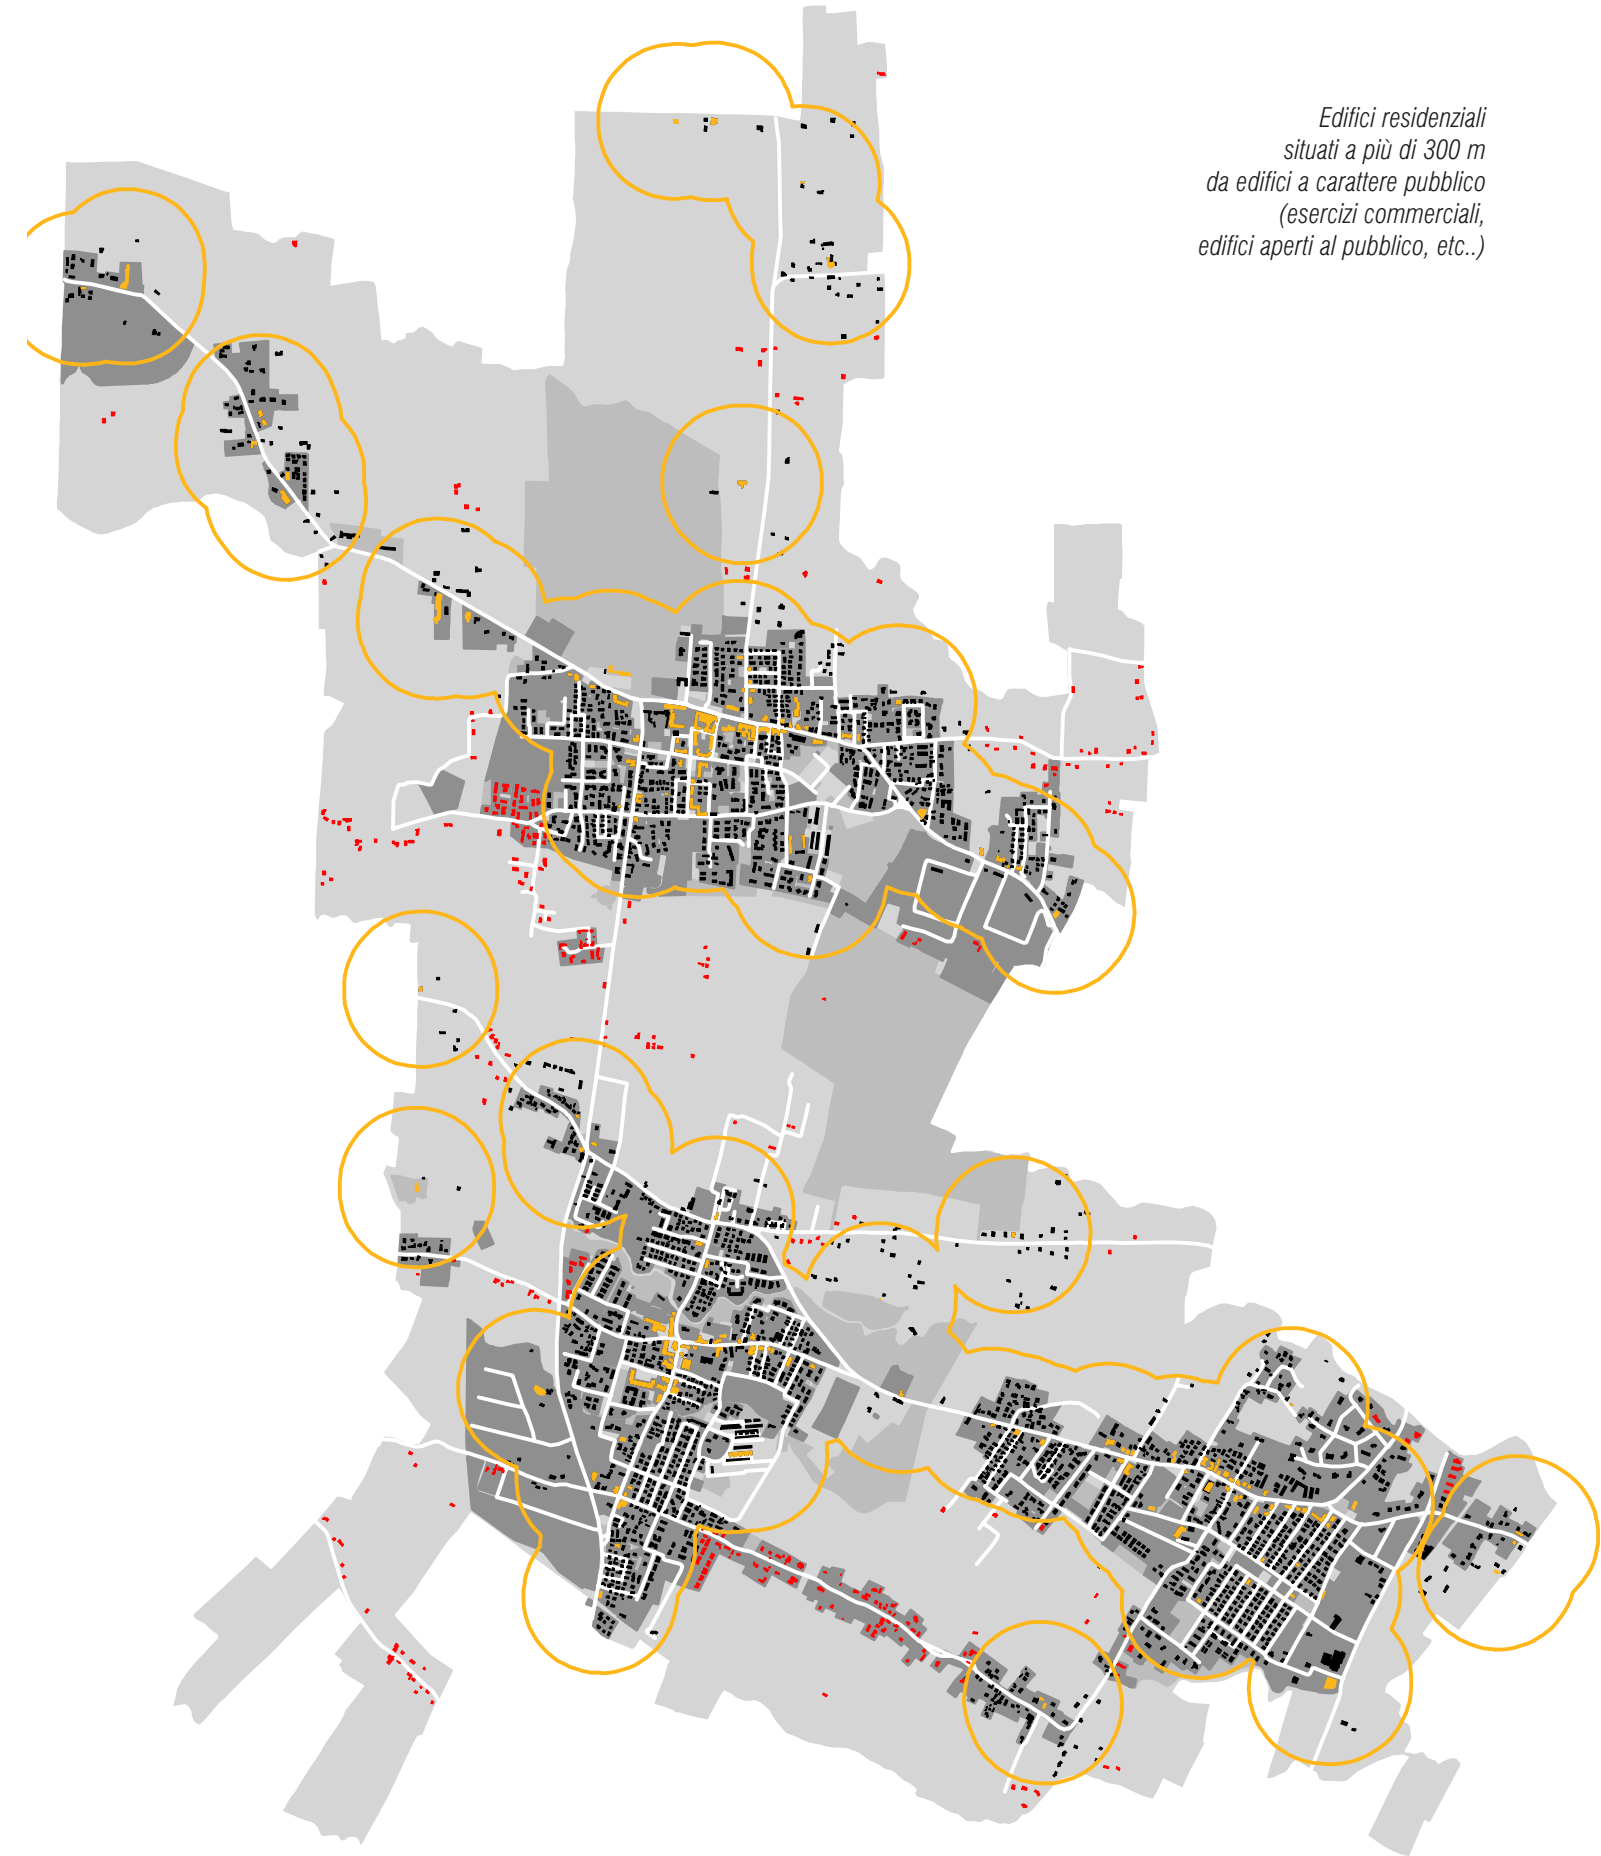 Edifici residenziali
situati a più di 300 m
da edifici a carattere pubblico
(esercizi commerciali,
edifici aperti al pubblico, etc..)